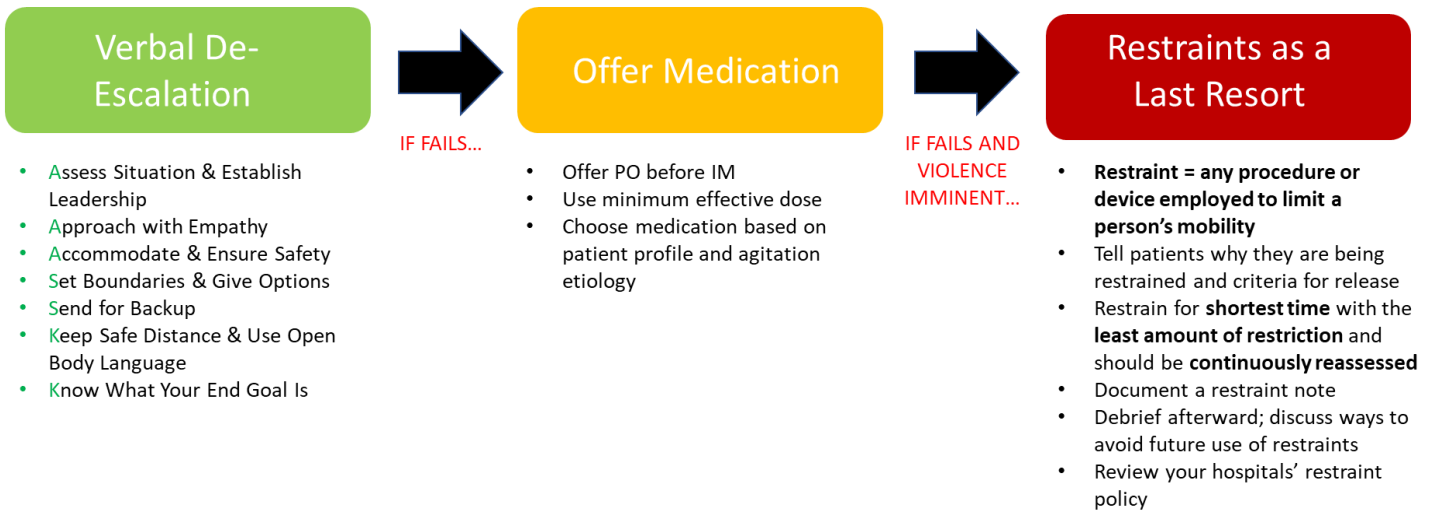 Verbal De-
Escalation
• Assess Situation & Establish
Leadership
• Approach with Empathy
• Accommodate & Ensure Safety
• Set Boundaries & Give Options
• Send for Backup
• Keep Safe Distance & Use Open
Body Language
• Know What Your End Goal Is
IF FAILS…
Offer Medication
• Offer PO before IM
• Use minimum effective dose
• Choose medication based on
patient profile and agitation
etiology
IF FAILS AND
VIOLENCE
IMMINENT…
Restraints as a
Last Resort
• Restraint = any procedure or
device employed to limit a
person’s mobility
• Tell patients why they are being
restrained and criteria for release
• Restrain for shortest time with the
least amount of restriction and
should be continuously reassessed
• Document a restraint note
• Debrief afterward; discuss ways to
avoid future use of restraints
• Review your hospitals’ restraint
policy